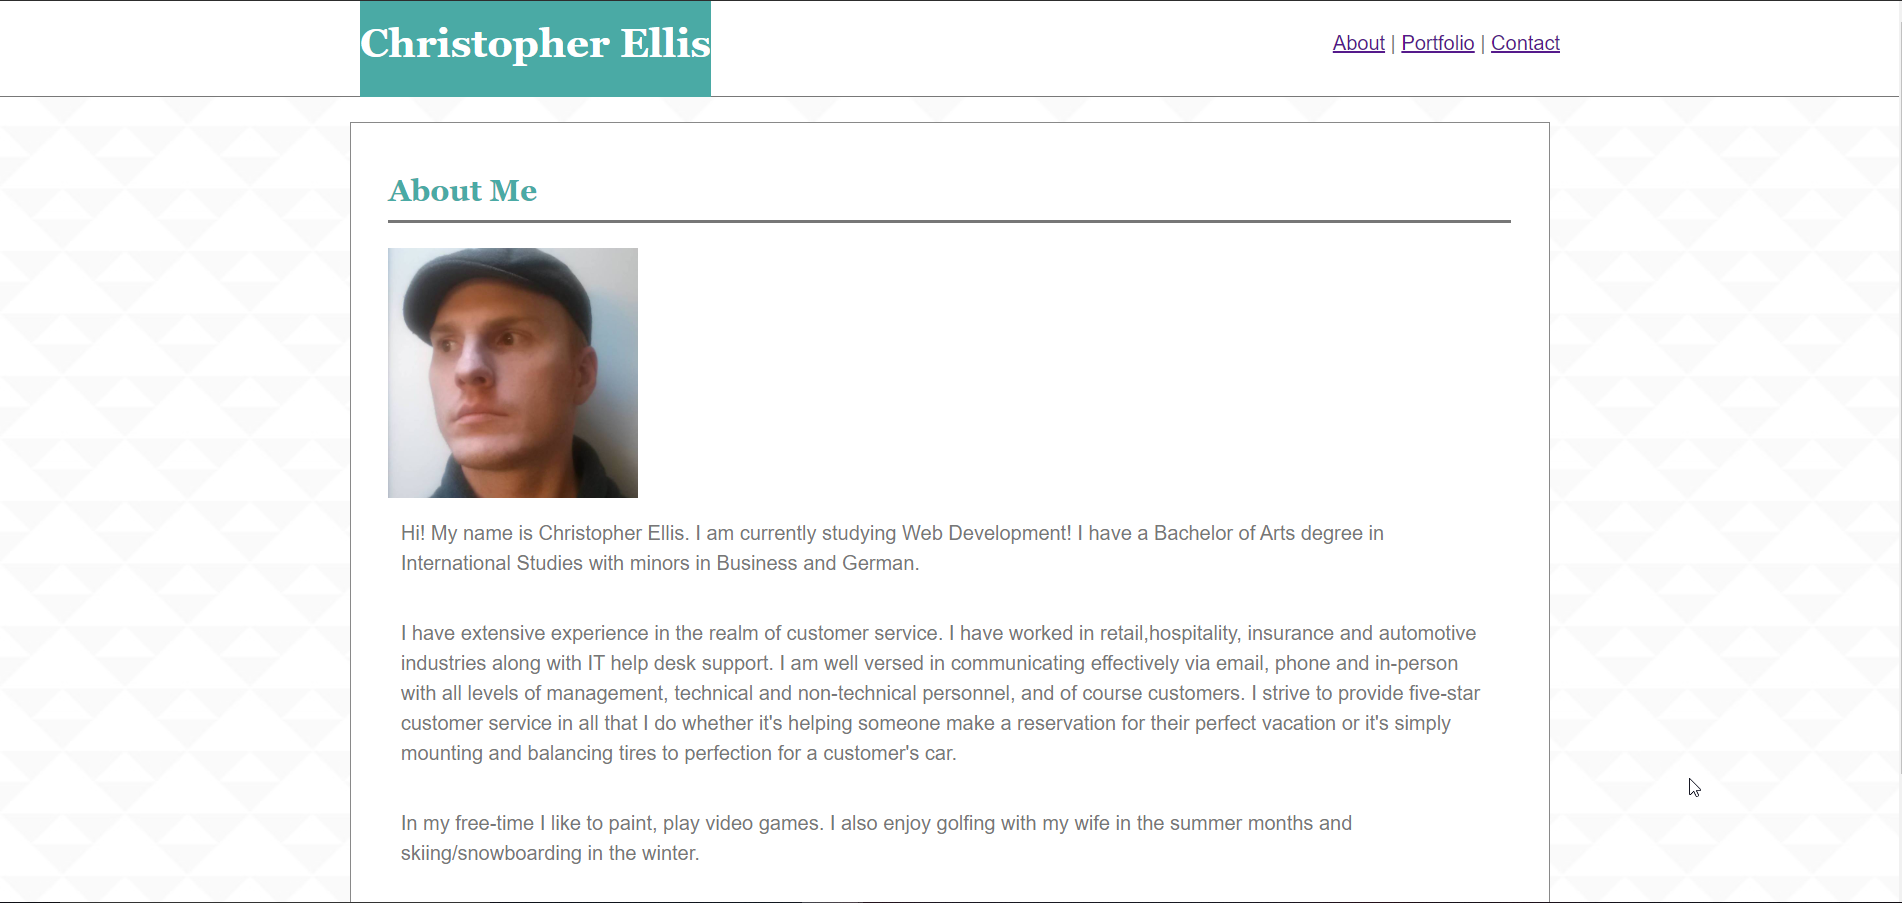 Christopher Ellis
About | Portfolio | Contact
About Me
Hi! My name is Christopher Ellis. I am currently studying Web Development! I have a Bachelor of Arts degree in
International Studies with minors in Business and German.
I have extensive experience in the realm of customer service. I have worked in retail,hospitality, insurance and automotive
industries along with IT help desk support. I am well versed in communicating effectively via email, phone and in-person
with all levels of management, technical and non-technical personnel, and of course customers. I strive to provide five-star
customer service in all that I do whether it's helping someone make a reservation for their perfect vacation or it's simply
mounting and balancing tires to perfection for a customer's car.
In my free-time I like to paint, play video games. I also enjoy golfing with my wife in the summer months and
skiing/snowboarding in the winter.